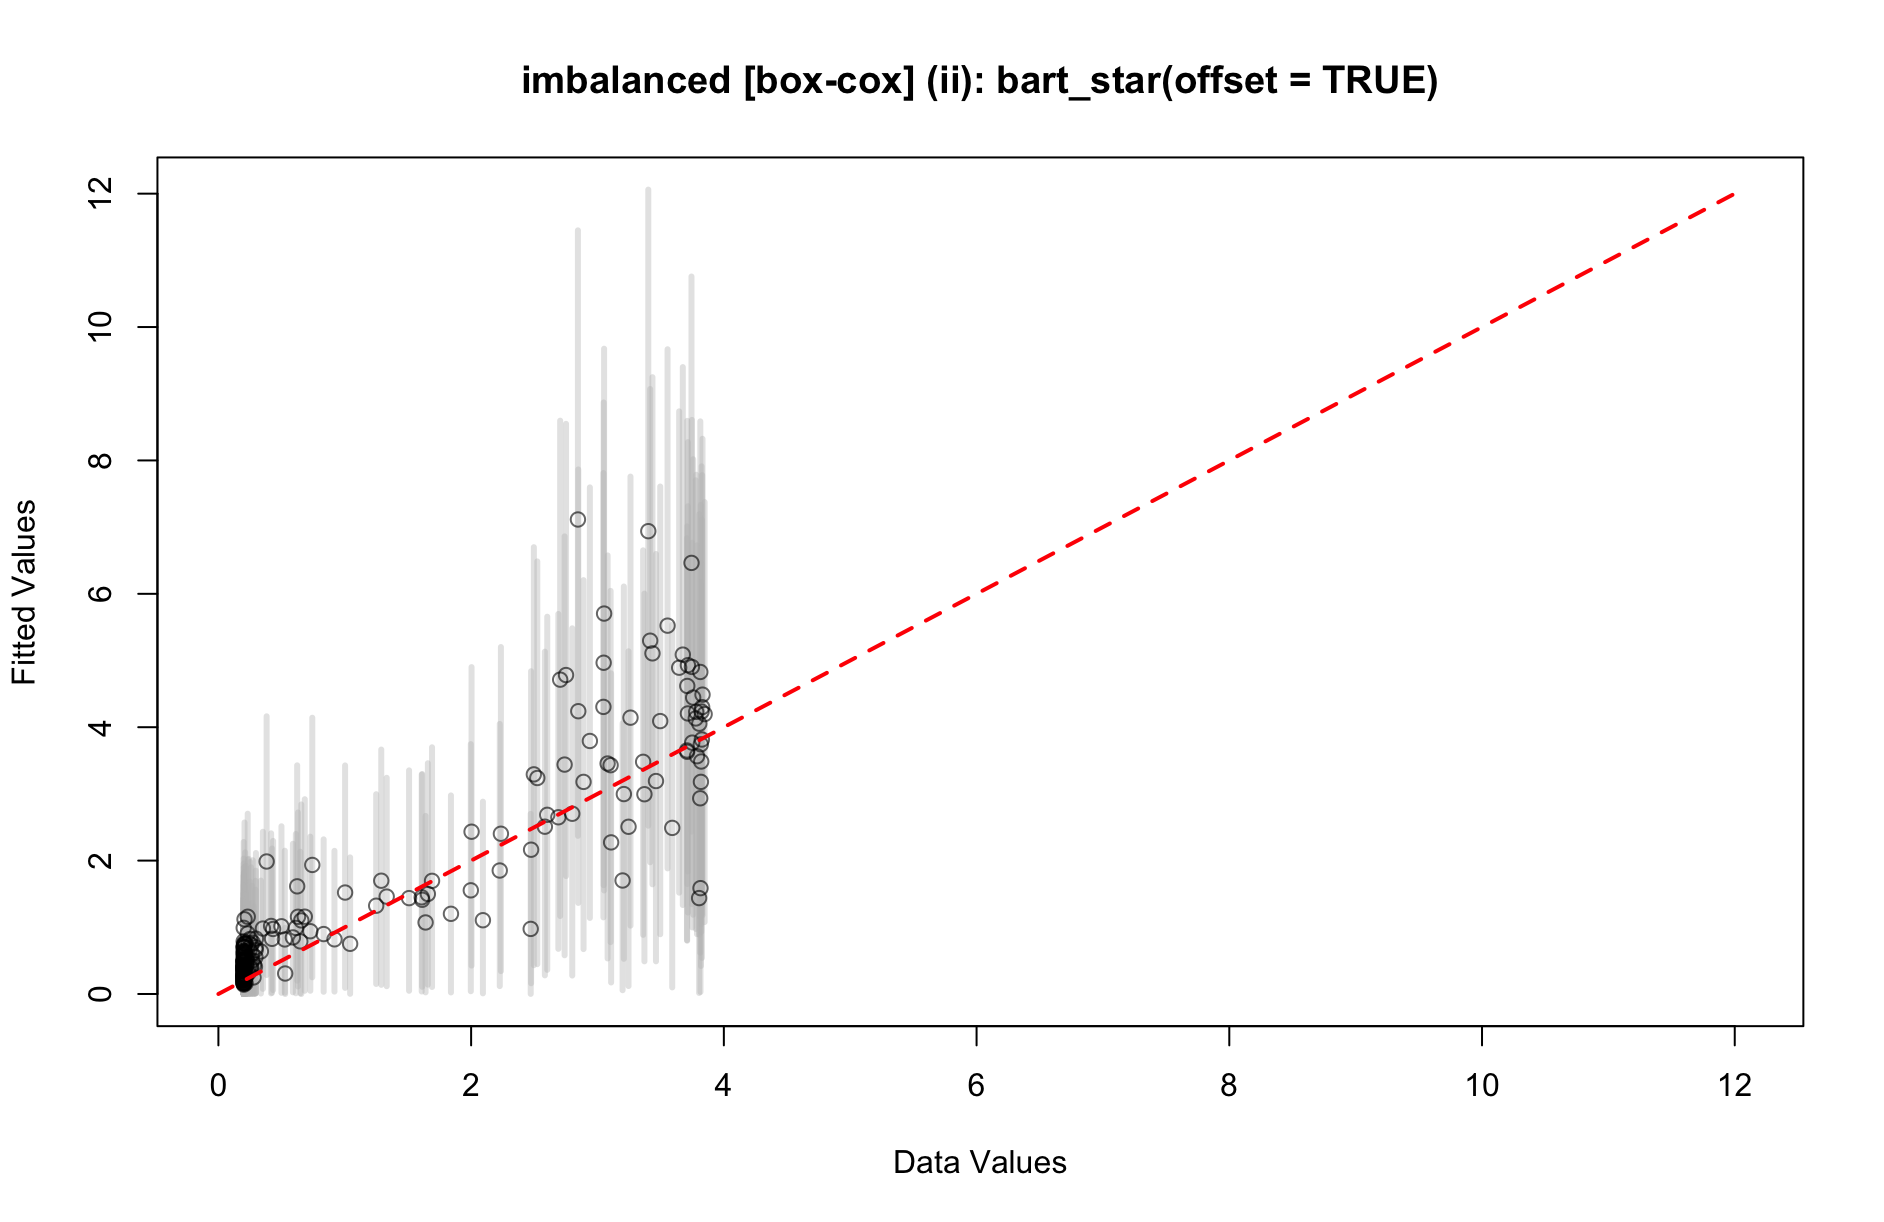 imbalanced [box-cox] (ii): bart_star(offset = TRUE)
Fitted Values
12
10
8
6
4
2
0
0 2 4 6 8 10 12
Data Values